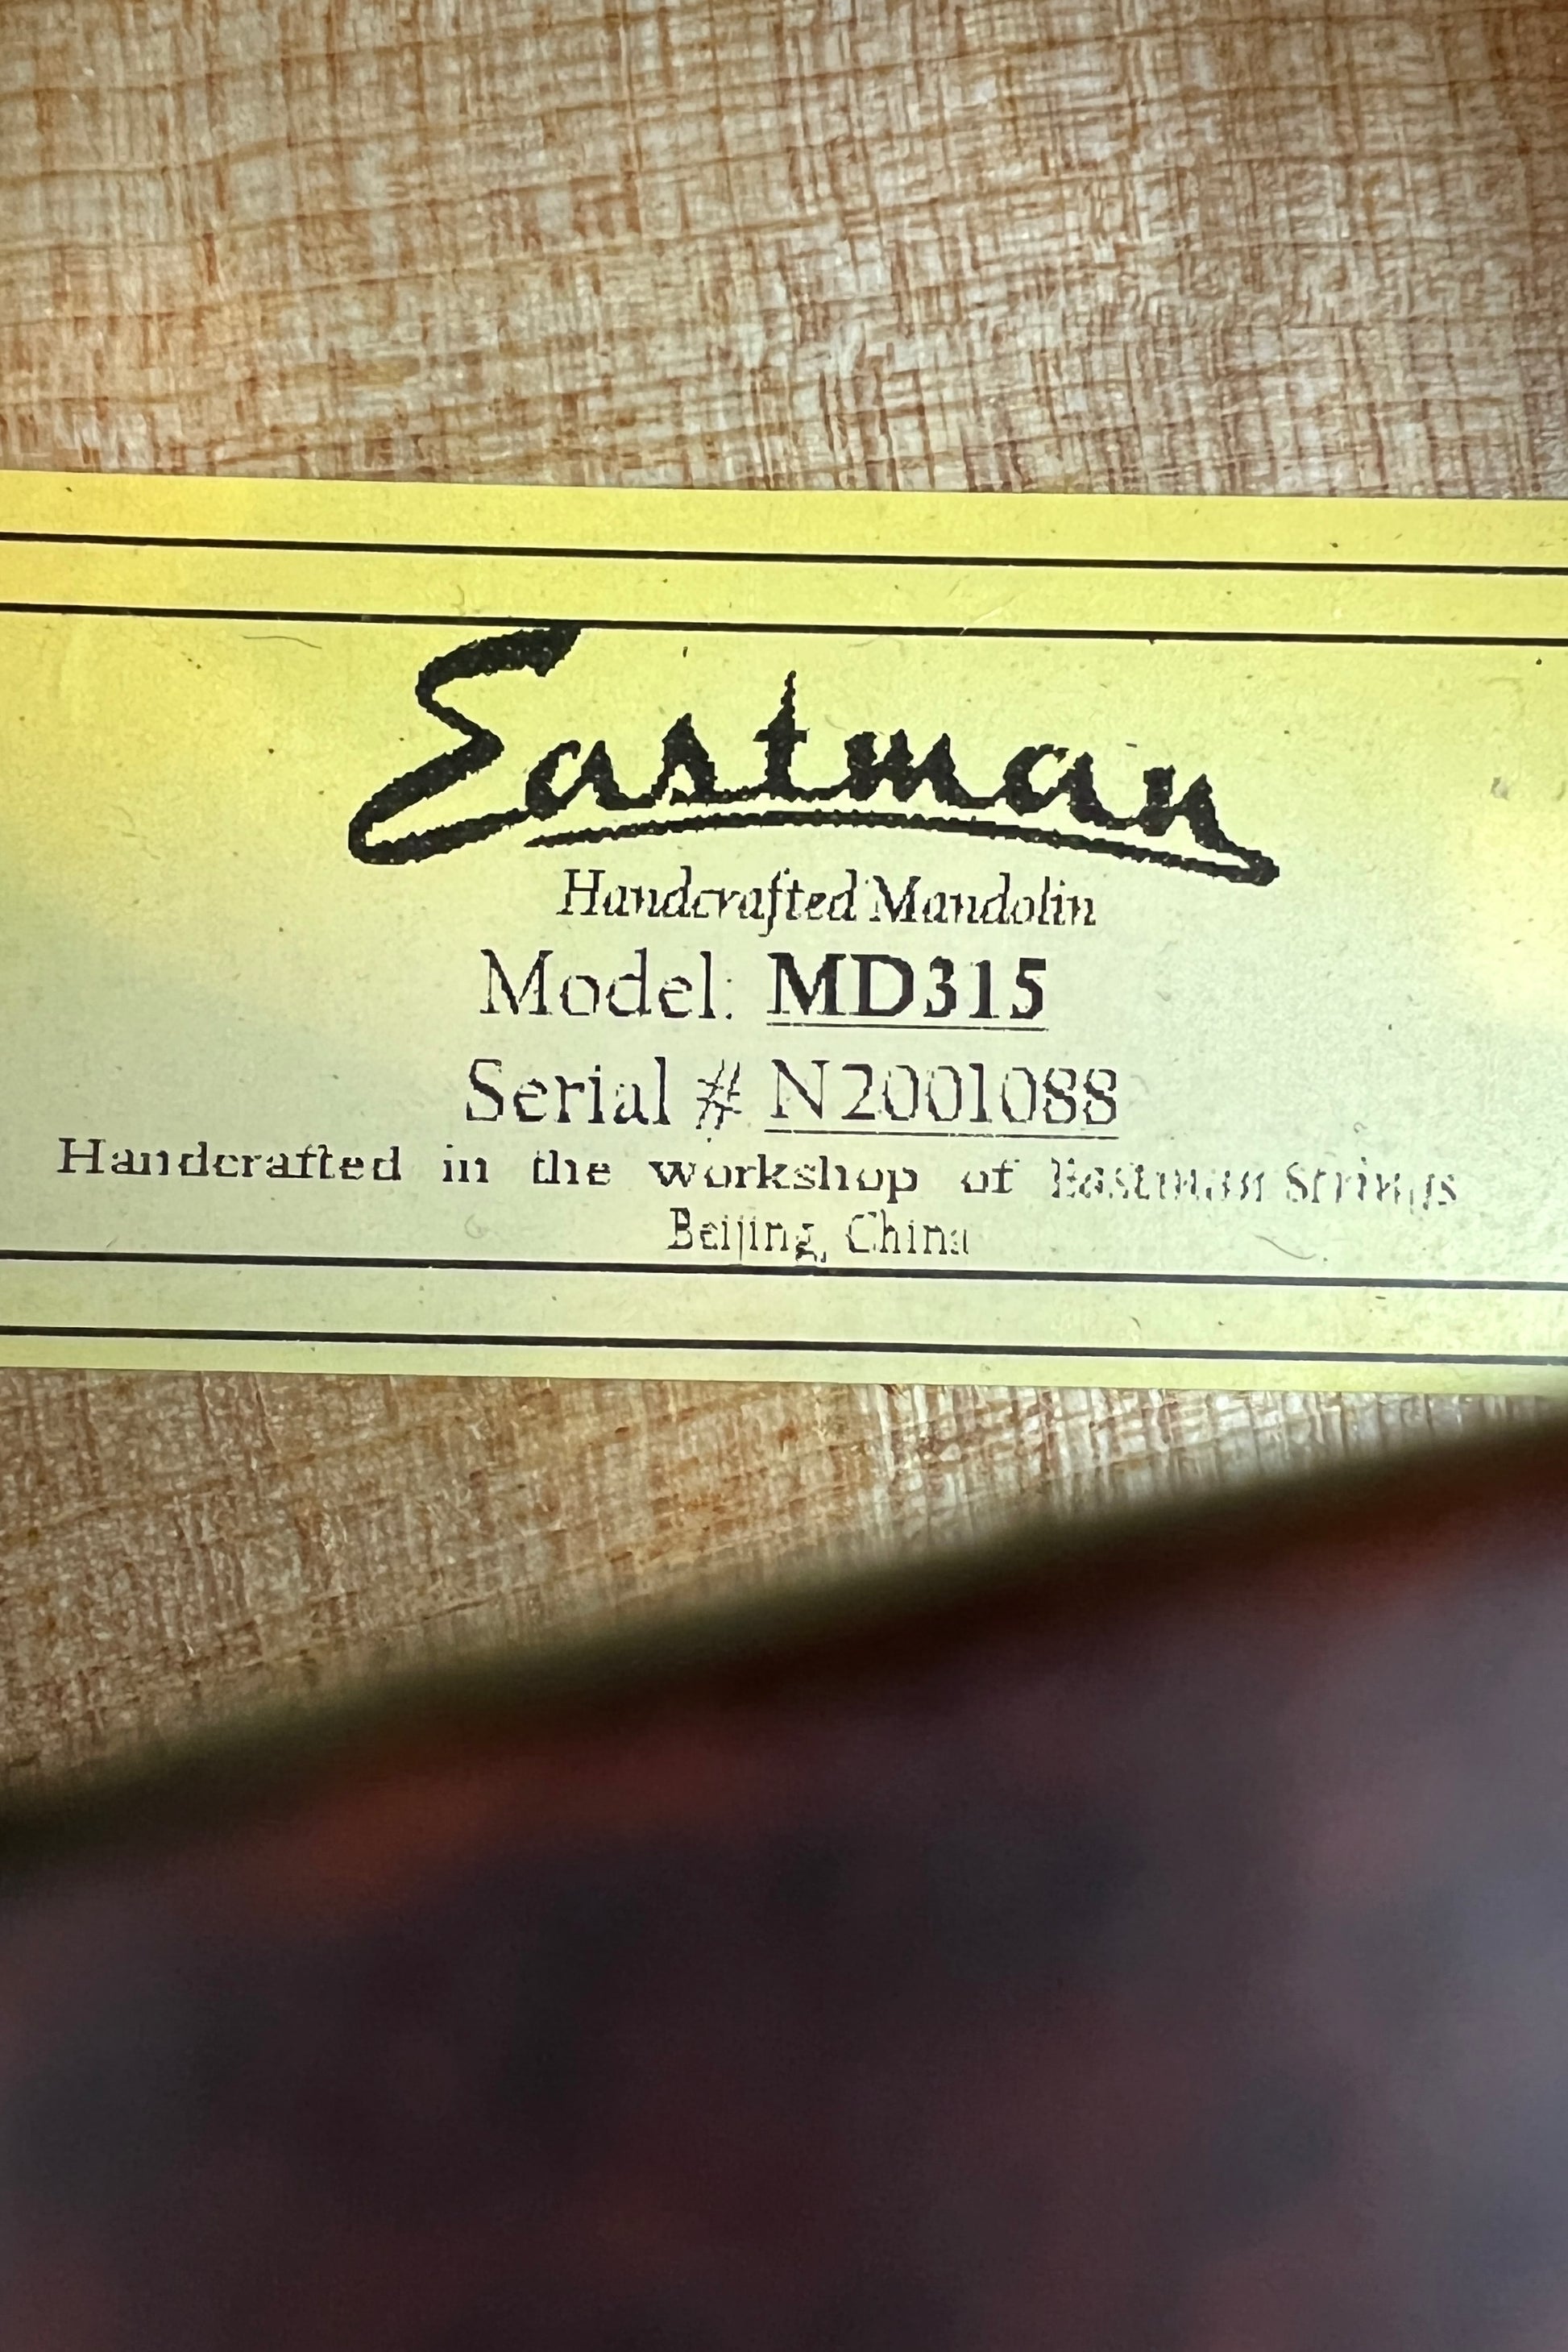 Eastman
Handcrafted Mandolin
Model: MD315
Serial # N2001088
Handcrafted in the workshop of Eastman Strings
Beijing, China